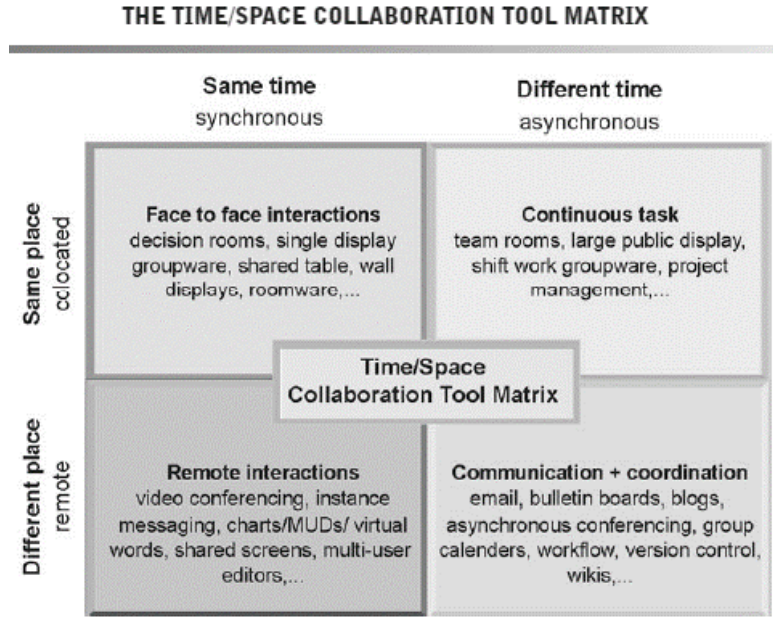 THE TIME/SPACE COLLABORATION TOOL MATRIX
Same time
synchronous
Different time
asynchronous
Same place
colocated
Face to face interactions
decision rooms, single display
groupware, shared table, wall
displays, roomware,...
Continuous task
team rooms, large public display,
shift work groupware, project
management,...
Time/Space
Collaboration Tool Matrix
Different place
remote
Remote interactions
video conferencing, instance
messaging, charts/MUDs/ virtual
words, shared screens, multi-user
editors,...
Communication + coordination
email, bulletin boards, blogs,
asynchronous conferencing, group
calenders, workflow, version control,
wikis,...